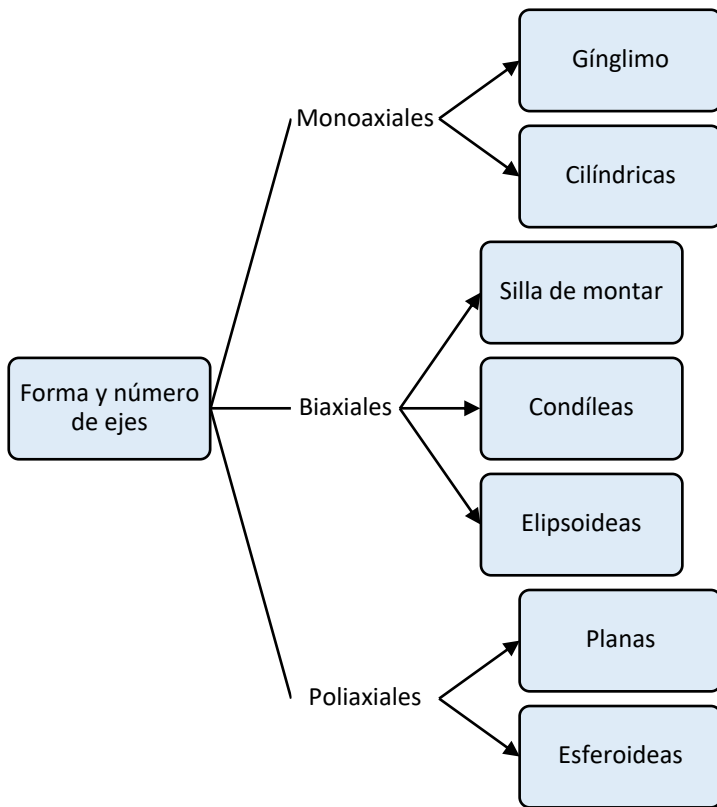 Forma y número
de ejes
Monoaxiales
Gínglimo
Cilíndricas
Biaxiales
Silla de montar
Condíleas
Elipsoideas
Poliaxiales
Planas
Esferoideas